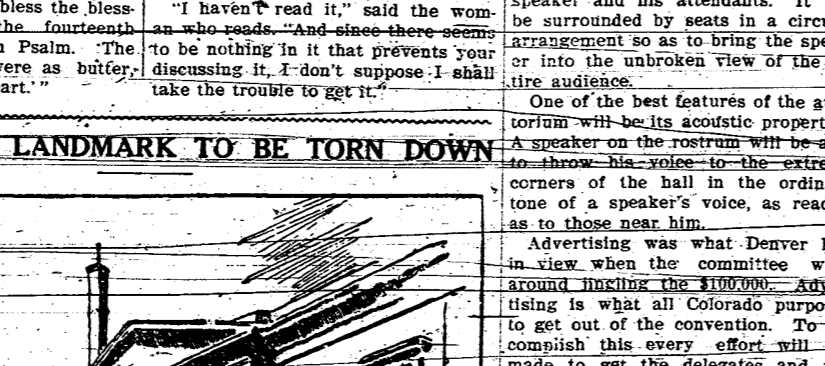 bless the bless-
the fourteenth
Psalm. The
were as butter,
art.'"
"I haven't read it," said the wom-
an who reads. "And since there seems
to be nothing in it that prevents your
discussing it, I don't suppose I shall
take the trouble to get it."
LANDMARK TO BE TORN DOWN
speaker and his attendants. It
be surrounded by seats in a circu
arrangement so as to bring the spe
er into the unbroken view of the
tire audience.
One of the best features of the a
torium will be its acoustic propert
A speaker on the rostrum will be a
to throw his voice to the extre
corners of the hall in the ordin
tone of a speaker's voice, as read
as to those near him.
Advertising was what Denver
in view when the committee w
around jingling the $100,000. Adv
tising is what all Colorado purpo
to get out of the convention. To
complish this every effort will
made to get the delegates and